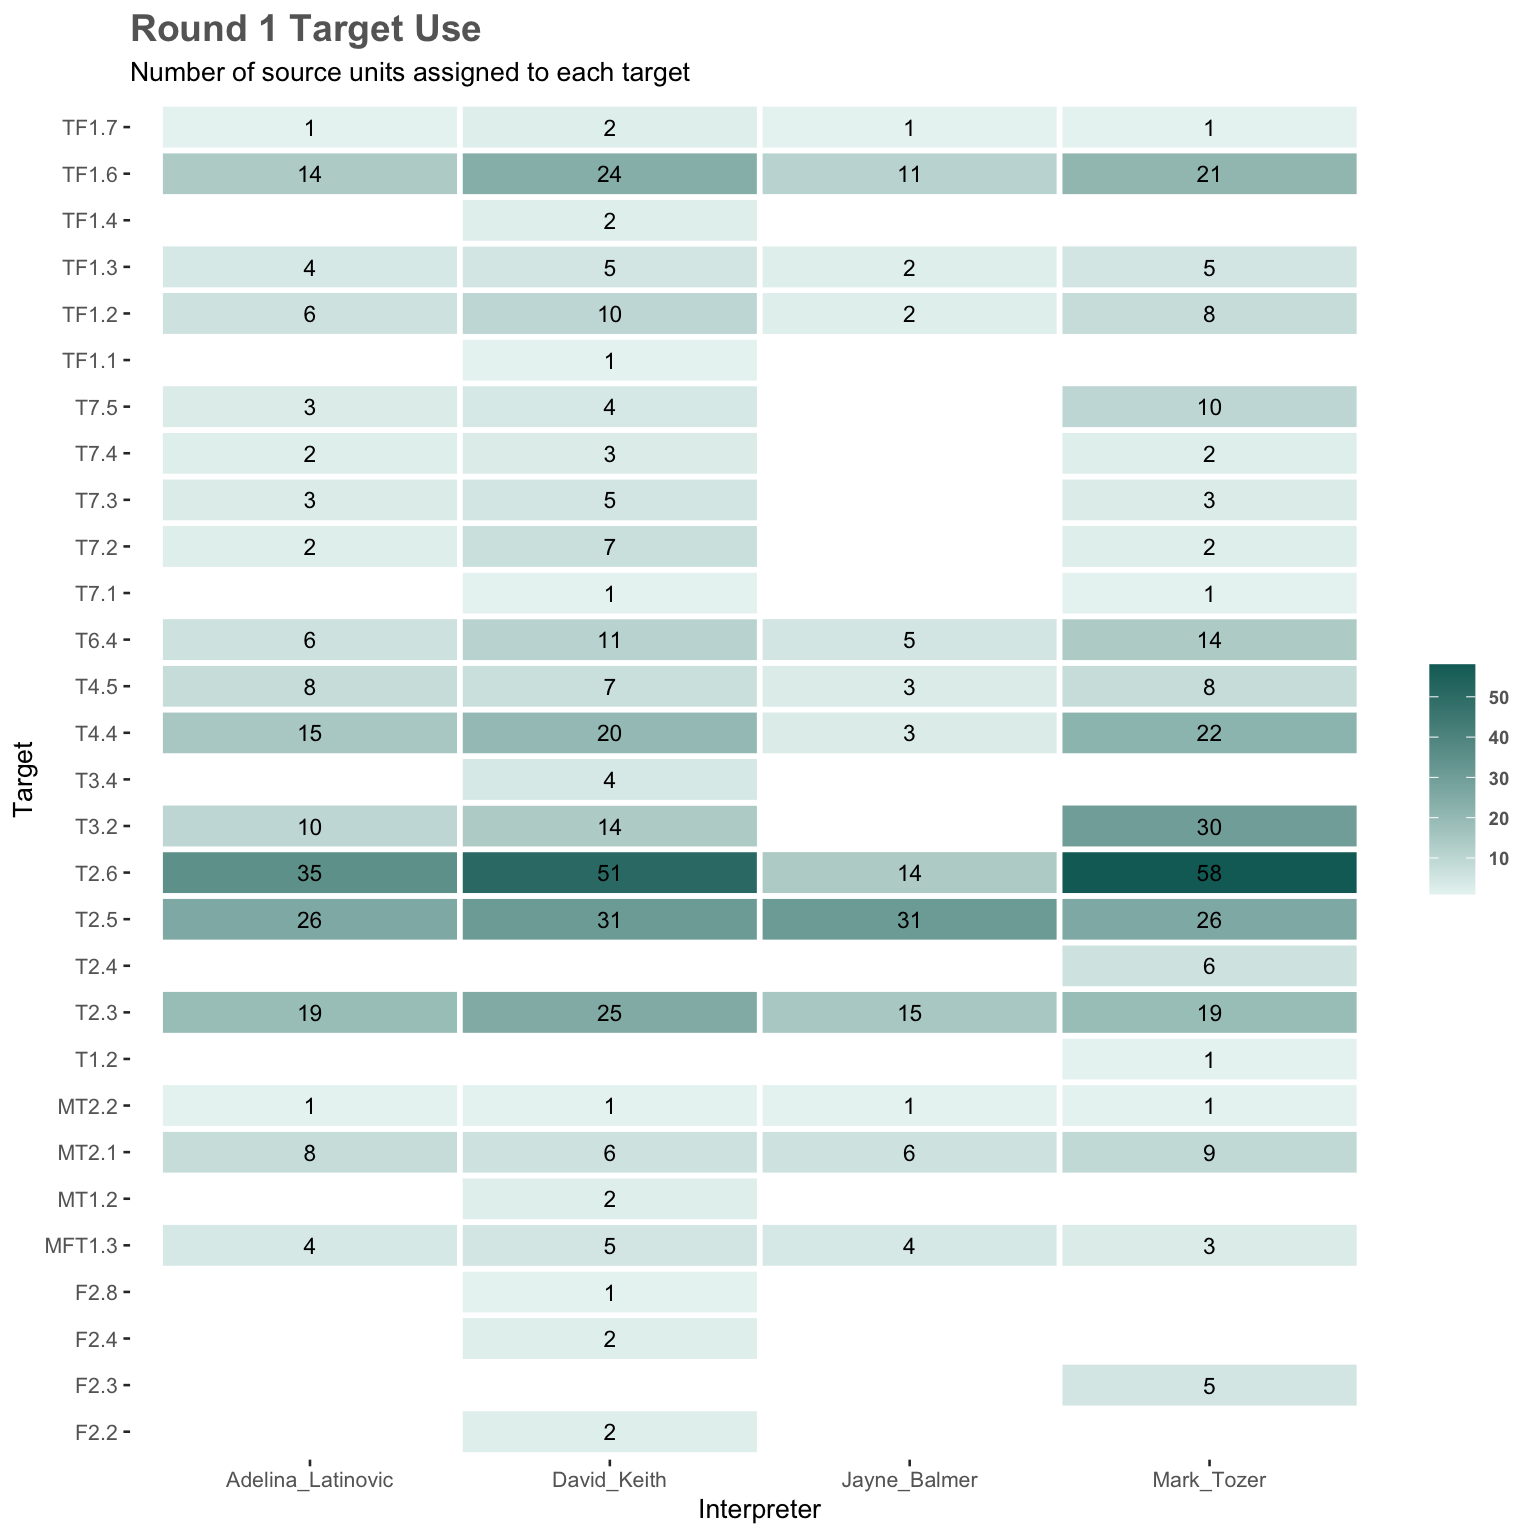 Round 1 Target Use
Number of source units assigned to each target
TF1.7 1 2 1 1
TF1.6 14 24 11 21
TF1.4 2
TF1.3 4 5 2 5
TF1.2 6 10 2 8
TF1.1 1
T7.5 3 4 10
T7.4 2 3 2
T7.3 3 5 3
T7.2 2 7 2
T7.1 1 1
T6.4 6 11 5 14
T4.5 8 7 3 8
T4.4 15 20 3 22
T3.4 4
T3.2 10 14 30
T2.6 35 51 14 58
T2.5 26 31 31 26
T2.4 6
T2.3 19 25 15 19
T1.2 1
MT2.2 1 1 1 1
MT2.1 8 6 6 9
MT1.2 2
MFT1.3 4 5 4 3
F2.8 1
F2.4 2
F2.3 5
F2.2 2
Adelina_Latinovic David_Keith Jayne_Balmer Mark_Tozer
Interpreter
Target
50
40
30
20
10